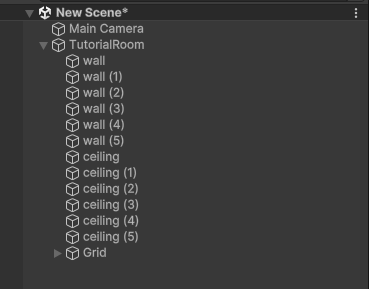 New Scene*
Main Camera
TutorialRoom
wall
wall (1)
wall (2)
wall (3)
wall (4)
wall (5)
ceiling
ceiling (1)
ceiling (2)
ceiling (3)
ceiling (4)
ceiling (5)
Grid